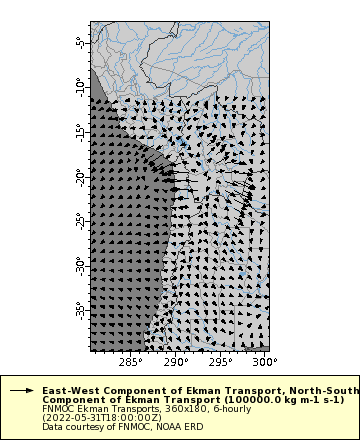 -5°
-10°
-15°
-20°
-25°
-30°
-35°
285° 290° 295° 300°
East-West Component of Ekman Transport, North-South
Component of Ekman Transport (100000.0 kg m-1 s-1)
FNMOC Ekman Transports, 360x180, 6-hourly
(2022-05-31T18:00:00Z)
Data courtesy of FNMOC, NOAA ERD